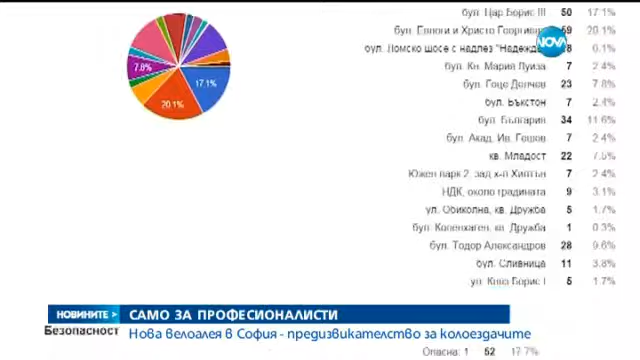 бул. Цар Борис III 50 17.1%
бул. Евлоги и Христо Георгиеви 59 20.1%
бул. Ломско шосе с надлез "Надежда
NOVA
бул. Кн. Мария Луиза 7 2.4%
7.8%
бул. Гоце Делчев 23 7.8%
17.1%
бул. Бъкстон 7 2.4%
20.1%
бул. България 34 11.6%
бул. Акад. Ив. Гешов 7 2.4%
кв. Младост 22 7.5%
Южен парк 2, зад х-л Хилтън 7 2.4%
НДК, около градината 9 3.1%
ул. Обиколна, кв. Дружба 5 1.7%
бул. Копенхаген, кв. Дружба 1 0.3%
бул. Тодор Александров 28 9.6%
бул. Сливница 11 3.8%
ул. Княз Борис I 5 1.7%
НОВИНИТЕ
САМО ЗА ПРОФЕСИОНАЛИСТИ
Безопасност
Нова велоалея в София - предизвикателство за колоездачите
Опасна: 1 52 17.7%